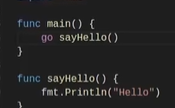 func main() {
    go sayHello()
}

func sayHello() {
    fmt.Println("Hello")
}